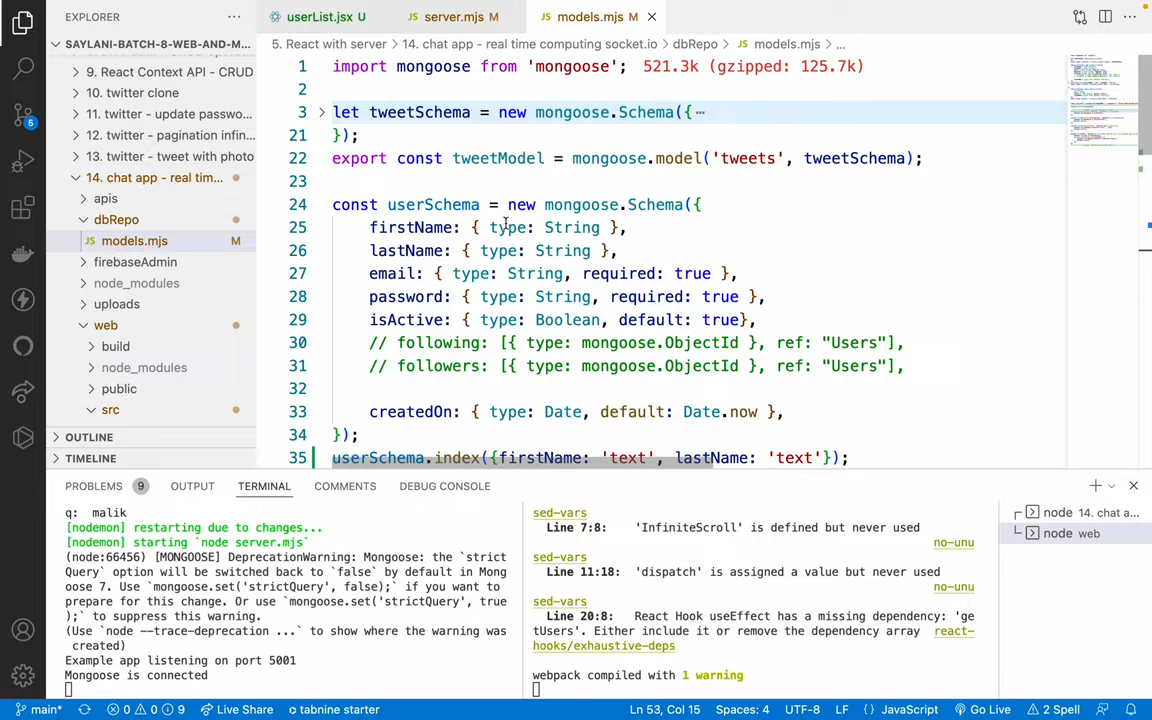 EXPLORER
userList.jsx U
JS server.mjs M
JS models.mjs M
SAYLANI-BATCH-8-WEB-AND-M...
5. React with server > 14. chat app - real time computing socket.io > dbRepo > JS models.mjs > ...
9. React Context API - CRUD
10. twitter clone
11. twitter - update passwo...
12. twitter - pagination infin...
13. twitter - tweet with photo
14. chat app - real tim...
apis
dbRepo
JS models.mjs M
firebaseAdmin
node_modules
uploads
web
build
node_modules
public
src
OUTLINE
TIMELINE
5
1 import mongoose from 'mongoose'; 521.3k (gzipped: 125.7k)
2
3 let tweetSchema = new mongoose.Schema({
21 });
22 export const tweetModel = mongoose.model('tweets', tweetSchema);
23
24 const userSchema = new mongoose.Schema({
25 firstName: { type: String },
26 lastName: { type: String },
27 email: { type: String, required: true },
28 password: { type: String, required: true },
29 isActive: { type: Boolean, default: true},
30 // following: [{ type: mongoose.ObjectId }, ref: "Users"],
31 // followers: [{ type: mongoose.ObjectId }, ref: "Users"],
32
33 createdOn: { type: Date, default: Date.now },
34 });
35 userSchema.index({firstName: 'text', lastName: 'text'});
PROBLEMS 9 OUTPUT TERMINAL COMMENTS DEBUG CONSOLE
q: malik
[nodemon] restarting due to changes...
[nodemon] starting `node server.mjs`
(node:66456) [MONGOOSE] DeprecationWarning: Mongoose: the `strict
Query` option will be switched back to `false` by default in Mong
oose 7. Use `mongoose.set('strictQuery', false);` if you want to
prepare for this change. Or use `mongoose.set('strictQuery', true
);` to suppress this warning.
(Use `node --trace-deprecation ...` to show where the warning was
created)
Example app listening on port 5001
Mongoose is connected
sed-vars
Line 7:8: 'InfiniteScroll' is defined but never used
no-unu
sed-vars
Line 11:18: 'dispatch' is assigned a value but never used
no-unu
sed-vars
Line 20:8: React Hook useEffect has a missing dependency: 'ge
tUsers'. Either include it or remove the dependency array react-
hooks/exhaustive-deps
webpack compiled with 1 warning
node 14. chat a...
node web
main* 0 0 9 Live Share tabnine starter Ln 53, Col 15 Spaces: 4 UTF-8 LF {} JavaScript Go Live 2 Spell